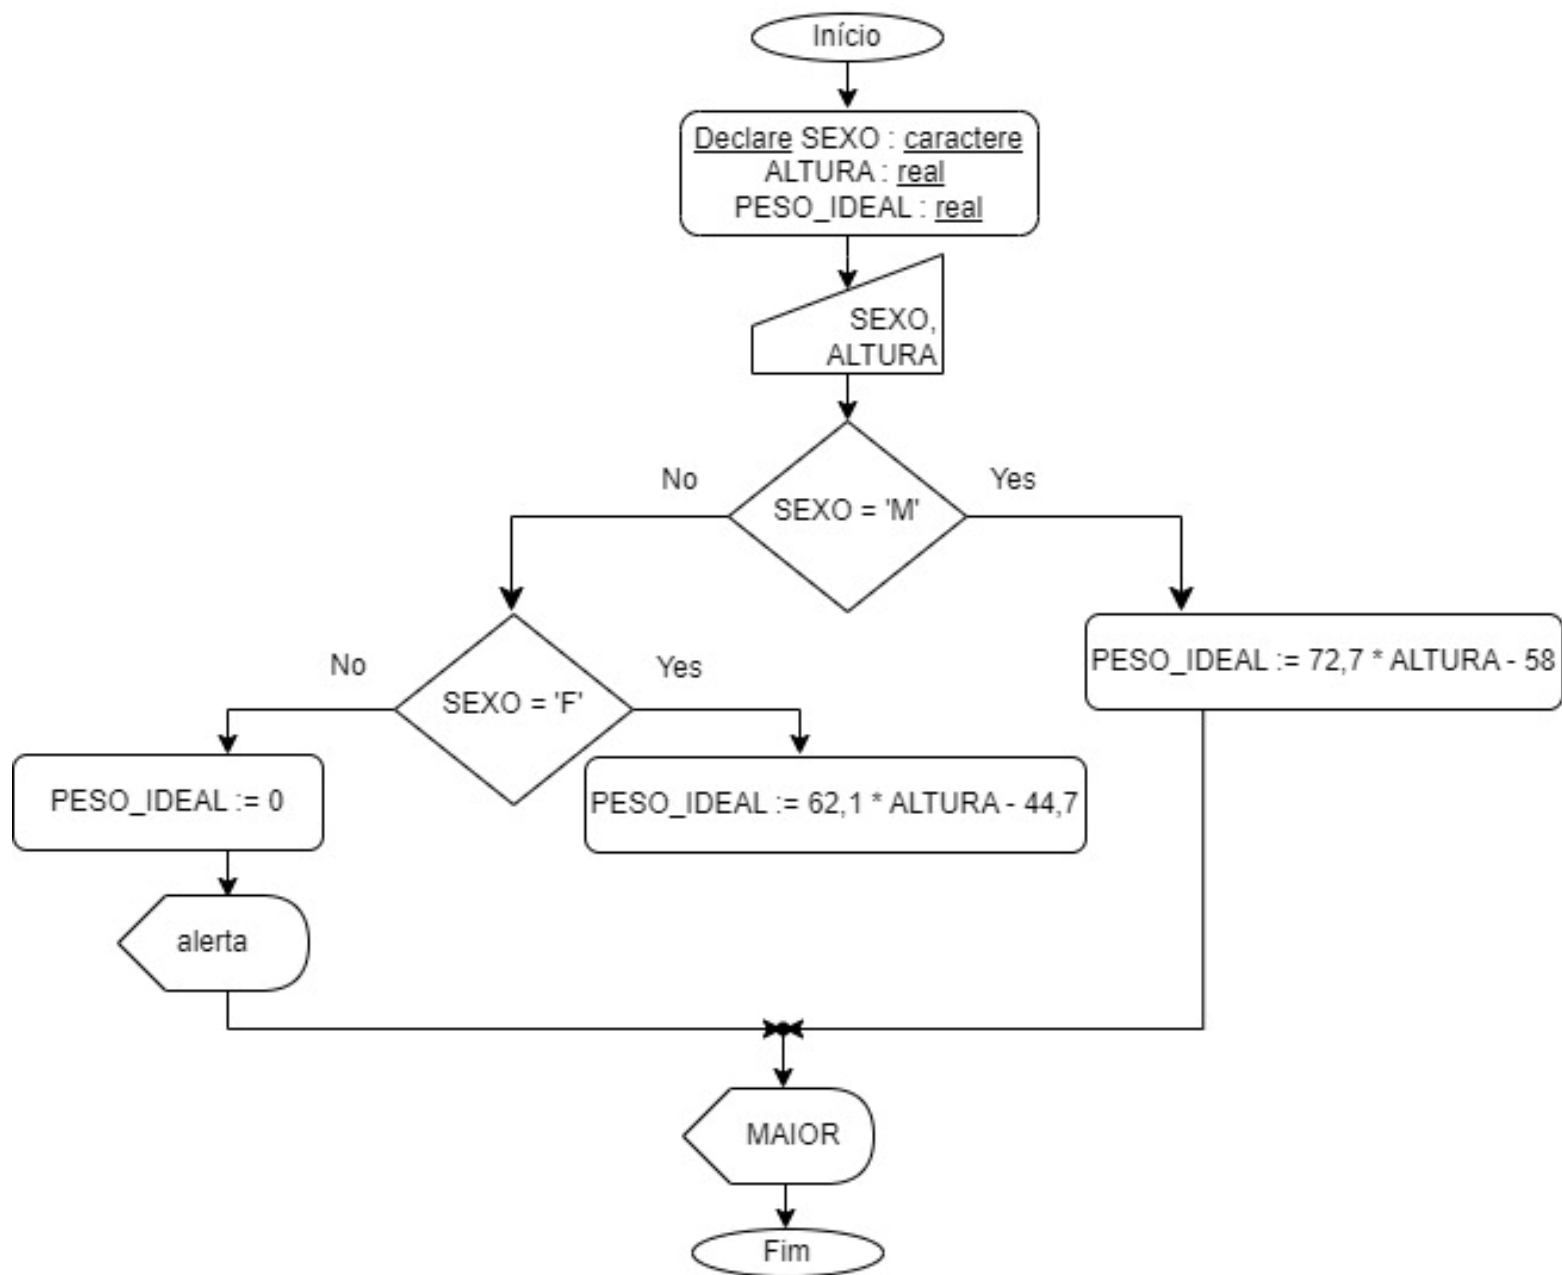 Início
Declare SEXO : caractere
ALTURA : real
PESO_IDEAL : real
SEXO,
ALTURA
No
Yes
SEXO = 'M'
No
Yes
SEXO = 'F'
PESO_IDEAL := 72,7 * ALTURA - 58
PESO_IDEAL := 0
PESO_IDEAL := 62,1 * ALTURA - 44,7
alerta
MAIOR
Fim